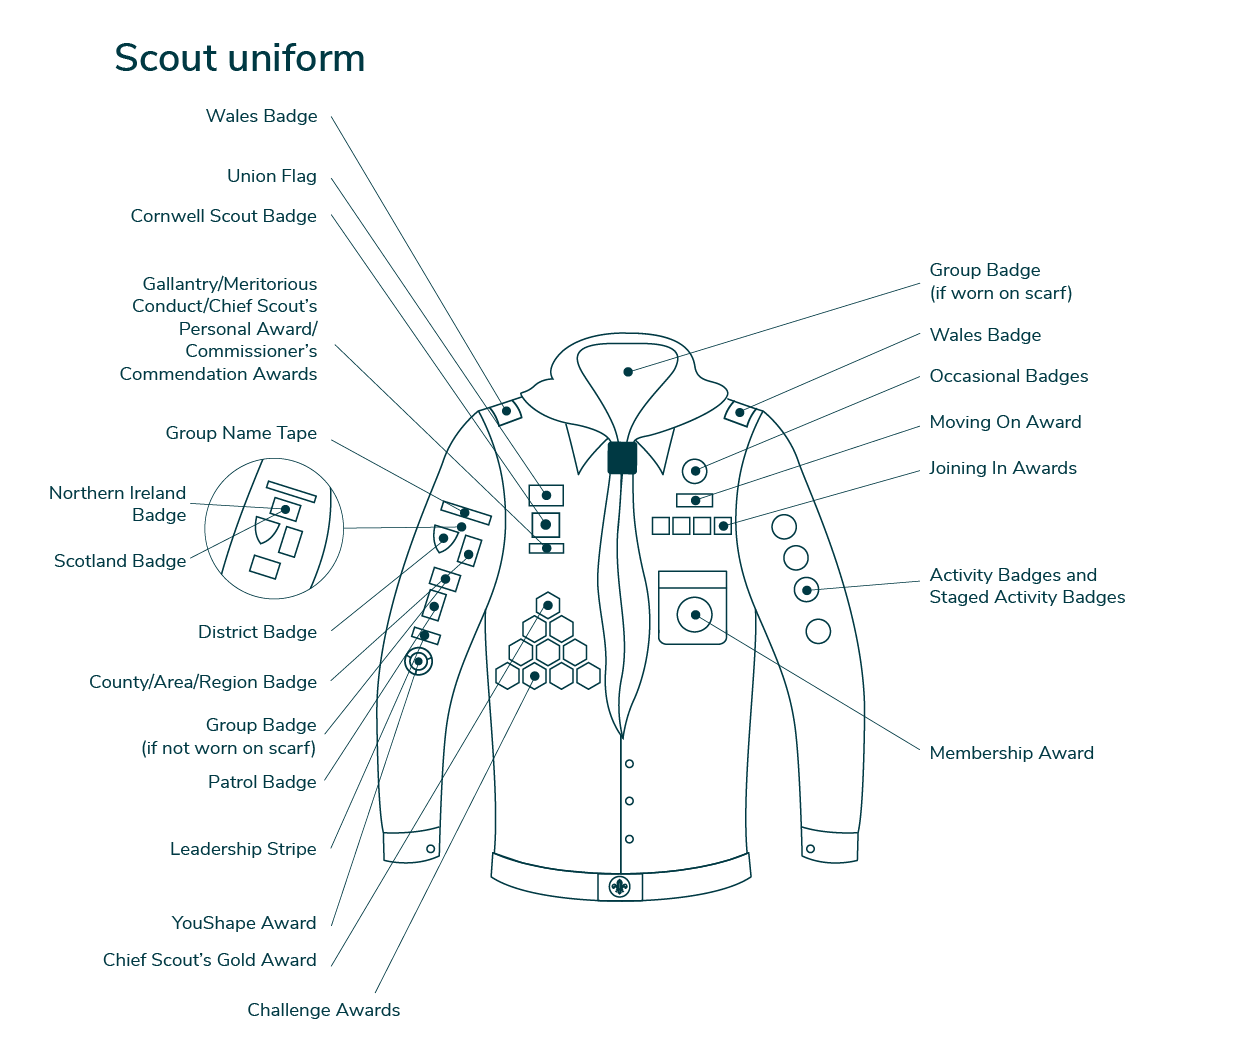 Scout uniform
Wales Badge
Union Flag
Cornwell Scout Badge
Gallantry/Meritorious
Conduct/Chief Scout’s
Personal Award/
Commissioner’s
Commendation Awards
Group Name Tape
Northern Ireland
Badge
Scotland Badge
District Badge
County/Area/Region Badge
Group Badge
(if not worn on scarf)
Patrol Badge
Leadership Stripe
YouShape Award
Chief Scout’s Gold Award
Challenge Awards
Group Badge
(if worn on scarf)
Wales Badge
Occasional Badges
Moving On Award
Joining In Awards
Activity Badges and
Staged Activity Badges
Membership Award